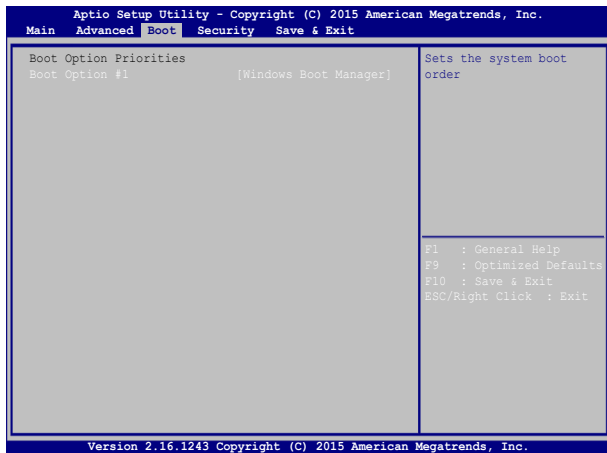 Aptio Setup Utility - Copyright (C) 2015 American Megatrends, Inc.
Main Advanced Boot Security Save & Exit
Boot Option Priorities
Boot Option #1 [Windows Boot Manager]
Sets the system boot
order
F1 : General Help
F9 : Optimized Defaults
F10 : Save & Exit
ESC/Right Click : Exit
Version 2.16.1243 Copyright (C) 2015 American Megatrends, Inc.